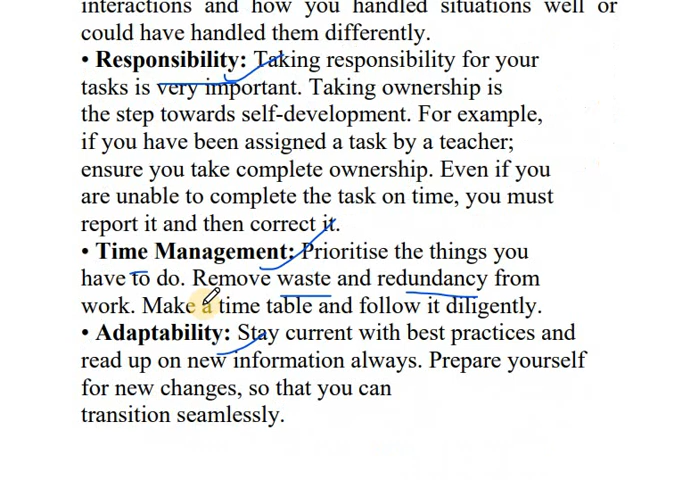 interactions and how you handled situations well or
could have handled them differently.
• Responsibility: Taking responsibility for your
tasks is very important. Taking ownership is
the step towards self-development. For example,
if you have been assigned a task by a teacher;
ensure you take complete ownership. Even if you
are unable to complete the task on time, you must
report it and then correct it.
• Time Management: Prioritise the things you
have to do. Remove waste and redundancy from
work. Make a time table and follow it diligently.
• Adaptability: Stay current with best practices and
read up on new information always. Prepare yourself
for new changes, so that you can
transition seamlessly.